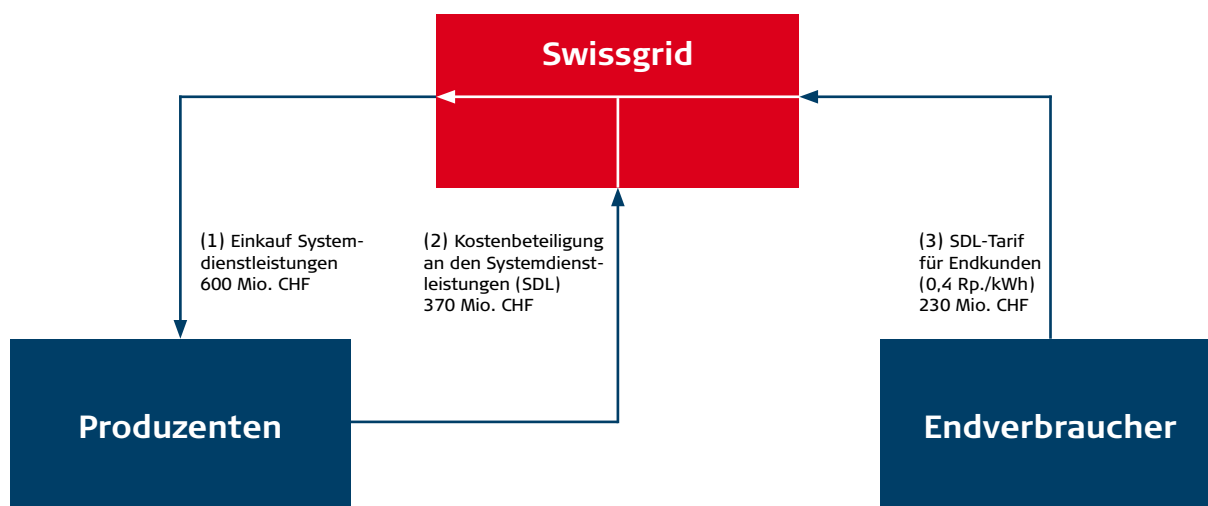 Swissgrid
(1) Einkauf System-
dienstleistungen
600 Mio. CHF
(2) Kostenbeteiligung
an den Systemdienst-
leistungen (SDL)
370 Mio. CHF
(3) SDL-Tarif
für Endkunden
(0,4 Rp./kWh)
230 Mio. CHF
Produzenten
Endverbraucher